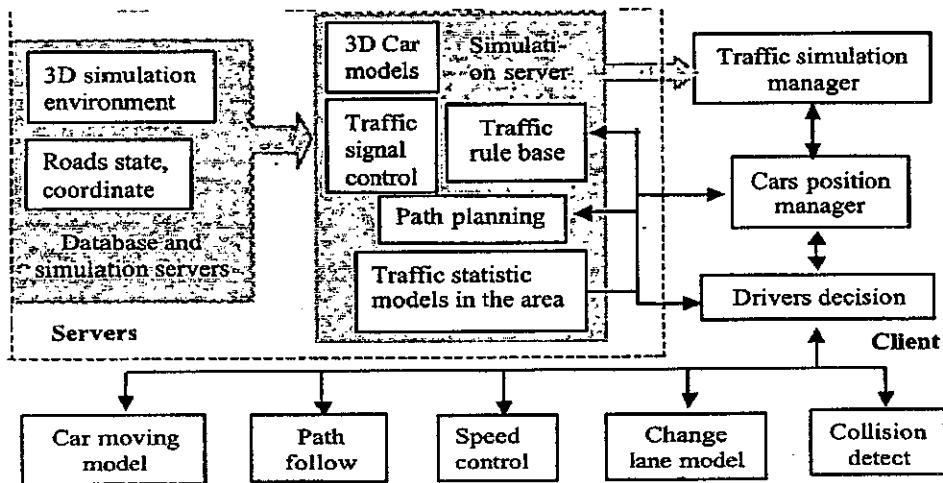 3D simulation
environment
Roads state,
coordinate
Database and
simulation servers
Servers
3D Car
models
Simulati-
on server
Traffic
signal
control
Traffic
rule base
Path planning
Traffic statistic
models in the area
Traffic simulation
manager
Cars position
manager
Drivers decision
Client
Car moving
model
Path
follow
Speed
control
Change
lane model
Collision
detect